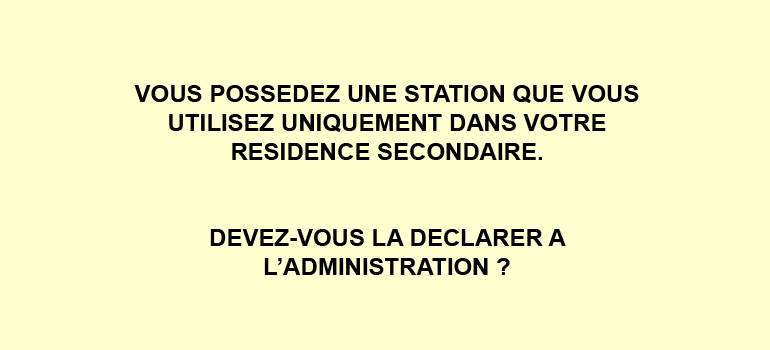 VOUS POSSEDEZ UNE STATION QUE VOUS
UTILISEZ UNIQUEMENT DANS VOTRE
RESIDENCE SECONDAIRE.
DEVEZ-VOUS LA DECLARER A
L’ADMINISTRATION ?